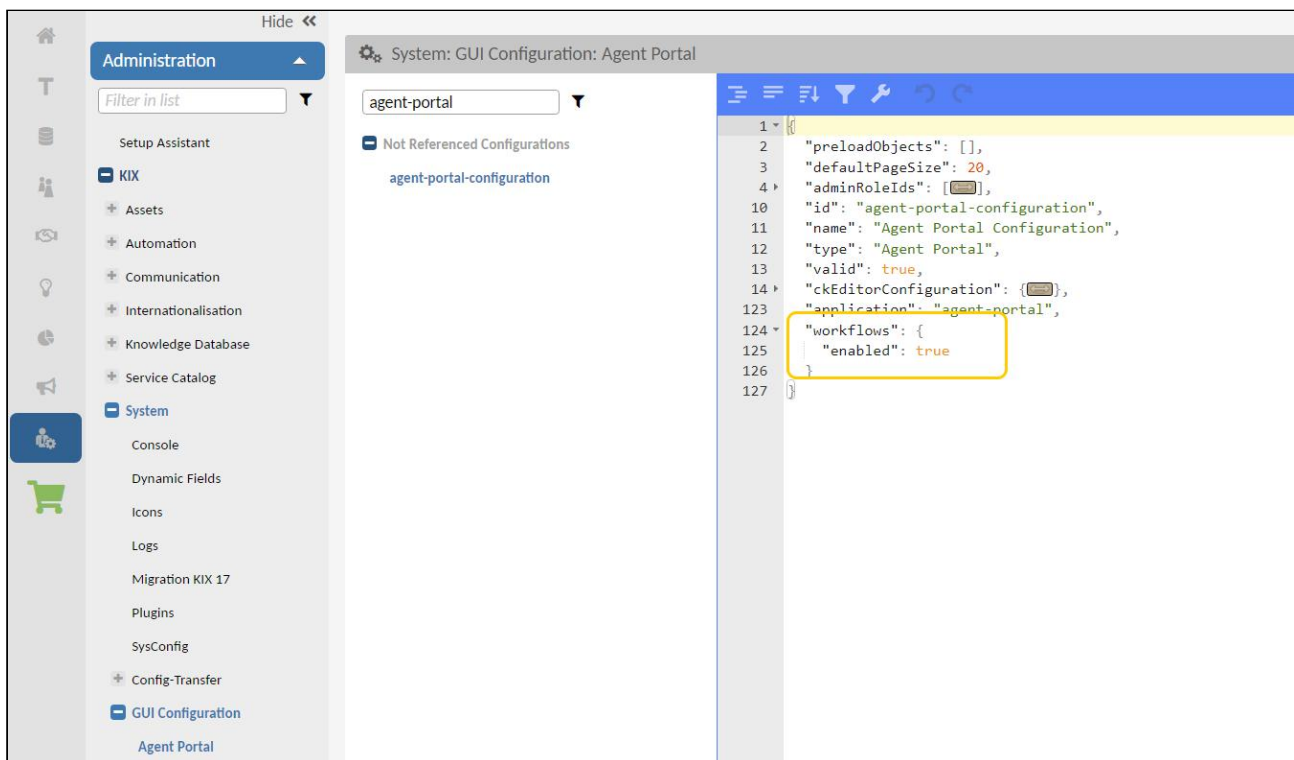 Hide «
Administration
Filter in list
Setup Assistant
KIX
Assets
Automation
Communication
Internationalisation
Knowledge Database
Service Catalog
System
Console
Dynamic Fields
Icons
Logs
Migration KIX 17
Plugins
SysConfig
Config-Transfer
GUI Configuration
Agent Portal
System: GUI Configuration: Agent Portal
agent-portal
Not Referenced Configurations
agent-portal-configuration
1 {
2 "preloadObjects": [],
3 "defaultPageSize": 20,
4 "adminRoleIds": [],
10 "id": "agent-portal-configuration",
11 "name": "Agent Portal Configuration",
12 "type": "Agent Portal",
13 "valid": true,
14 "ckEditorConfiguration": {},
123 "application": "agent-portal",
124 "workflows": {
125 "enabled": true
126 }
127 }